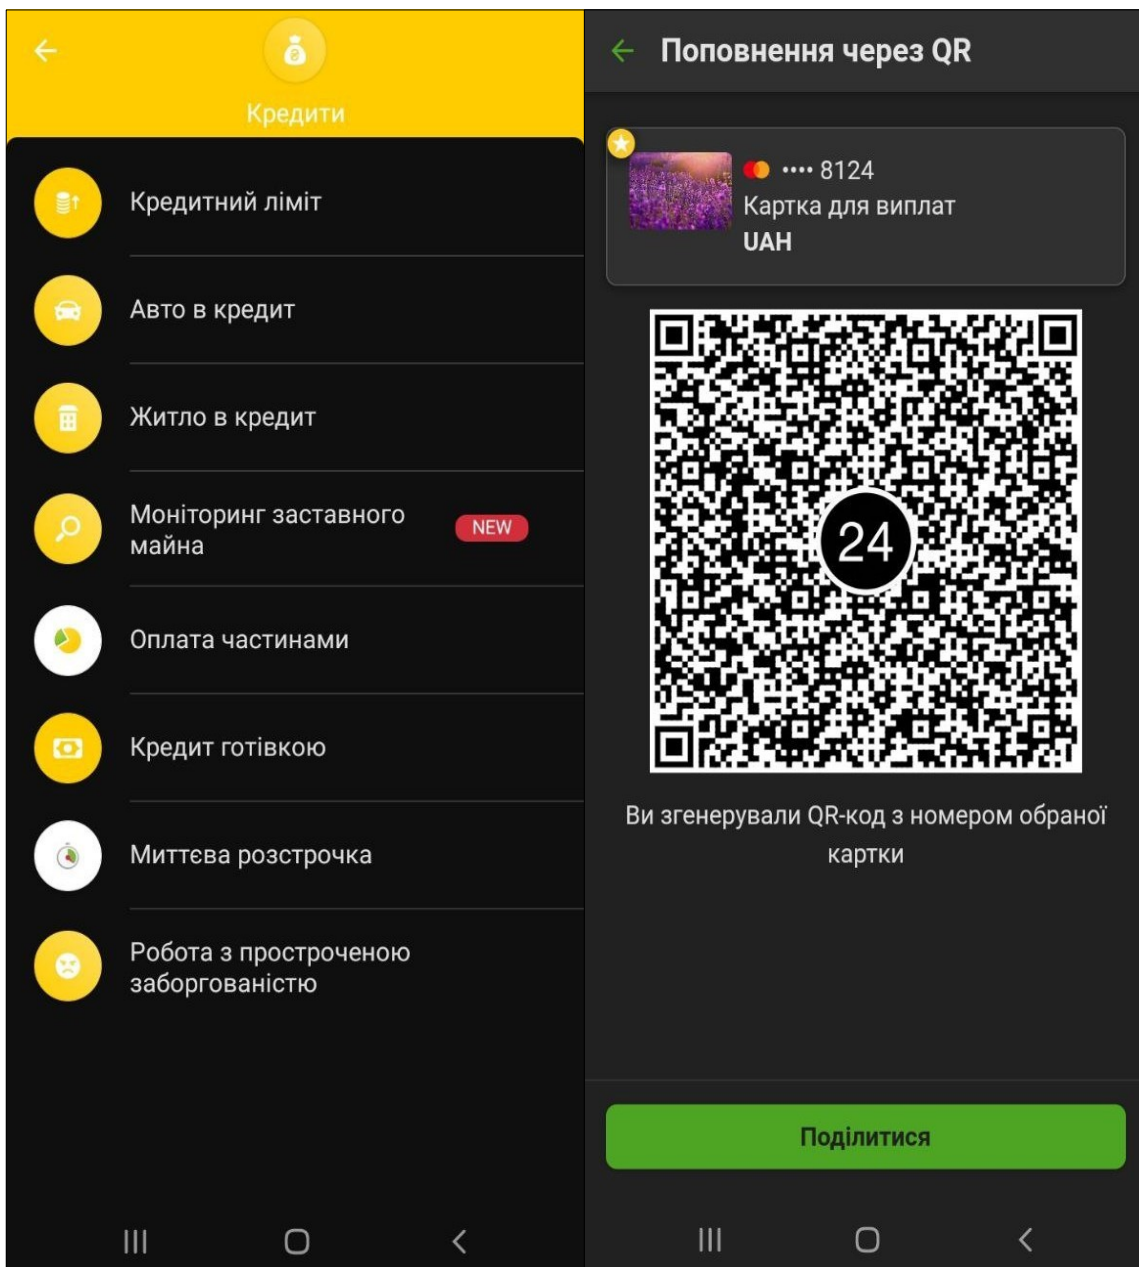 Кредити
Кредитний ліміт
Авто в кредит
Житло в кредит
Моніторинг заставного
майна
NEW
Оплата частинами
Кредит готівкою
Миттєва розстрочка
Робота з простроченою
заборгованістю
Поповнення через QR
•••• 8124
Картка для виплат
UAH
24
Ви згенерували QR-код з номером обраної
картки
Поділитися